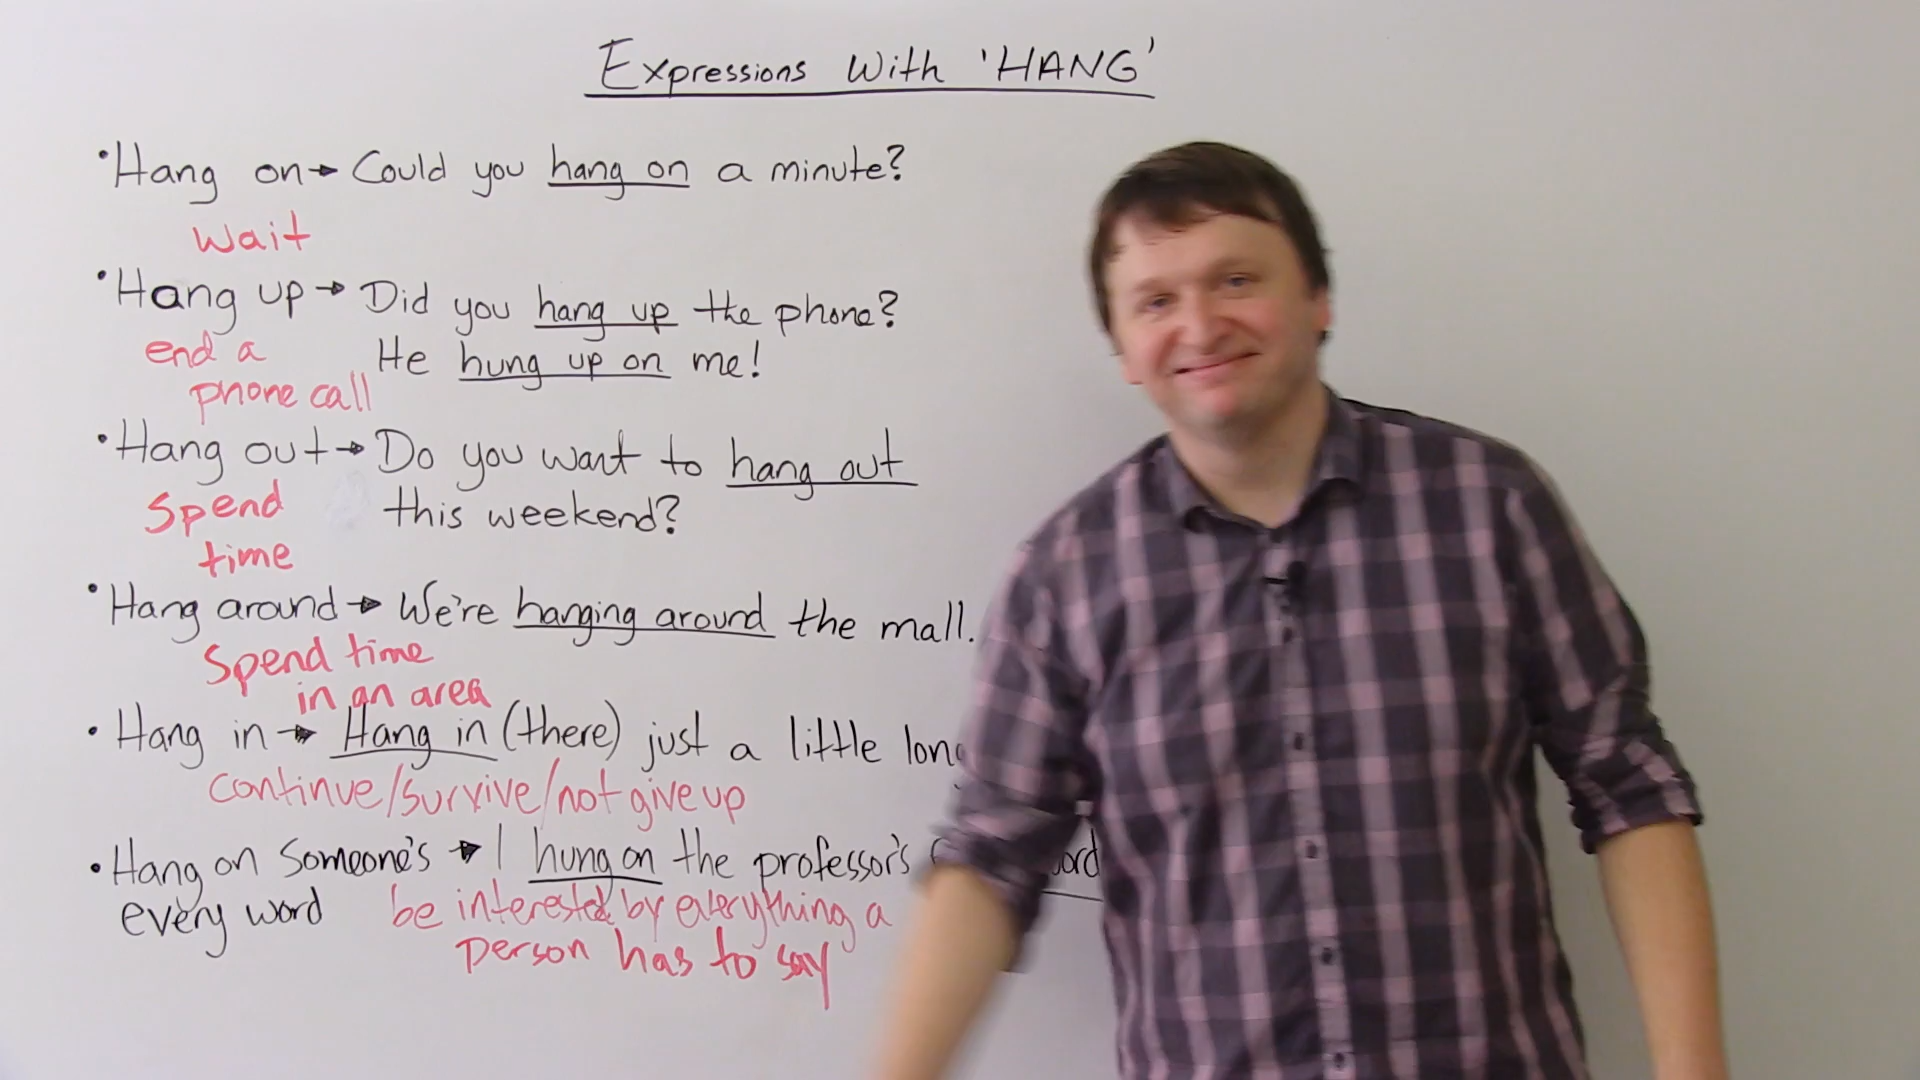 Expressions With 'HANG'
• Hang on → Could you hang on a minute?
wait
• Hang up → Did you hang up the phone?
end a He hung up on me!
phone call
• Hang out → Do you want to hang out
Spend this weekend?
time
• Hang around → We're hanging around the mall.
Spend time
in an area
• Hang in → Hang in (there) just a little
continue/survive/not give up
• Hang on someone's → I hung on the professor's
every word be interested by everything a
person has to say